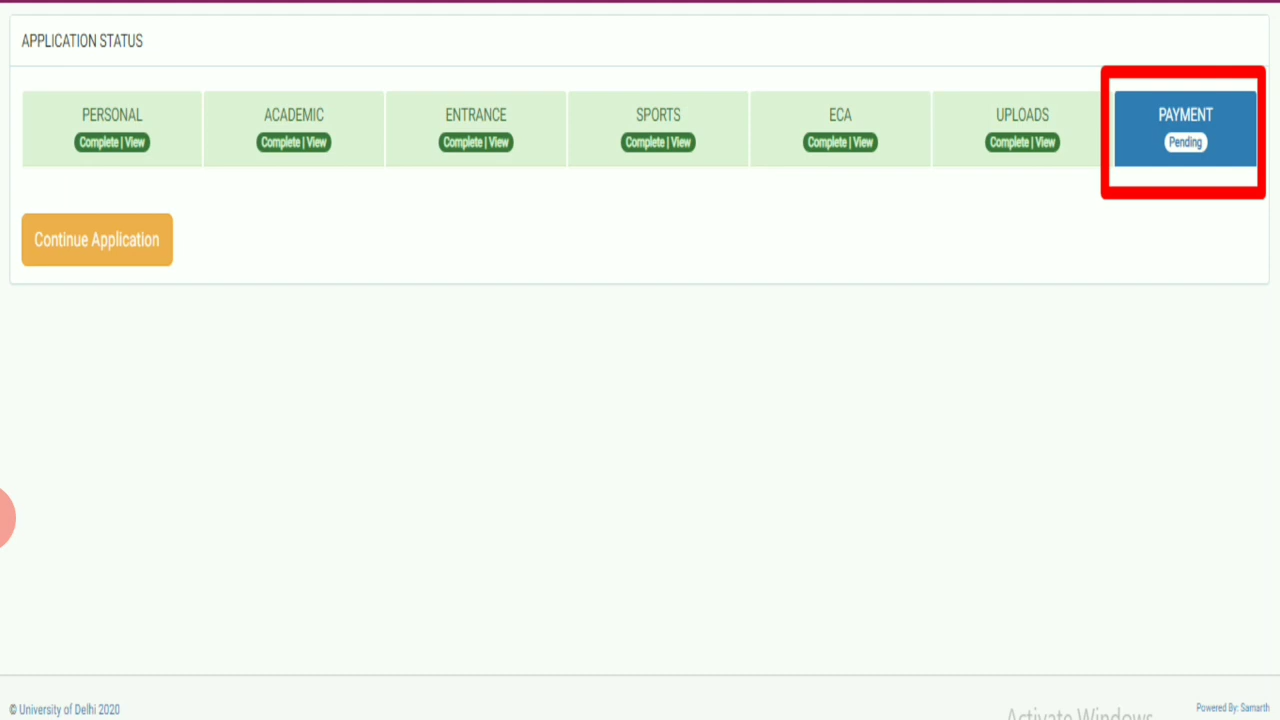 APPLICATION STATUS
PERSONAL ACADEMIC ENTRANCE SPORTS ECA UPLOADS PAYMENT
Complete | View Complete | View Complete | View Complete | View Complete | View Complete | View Pending
Continue Application
© University of Delhi 2020 Activate Windows Powered By: Samarth